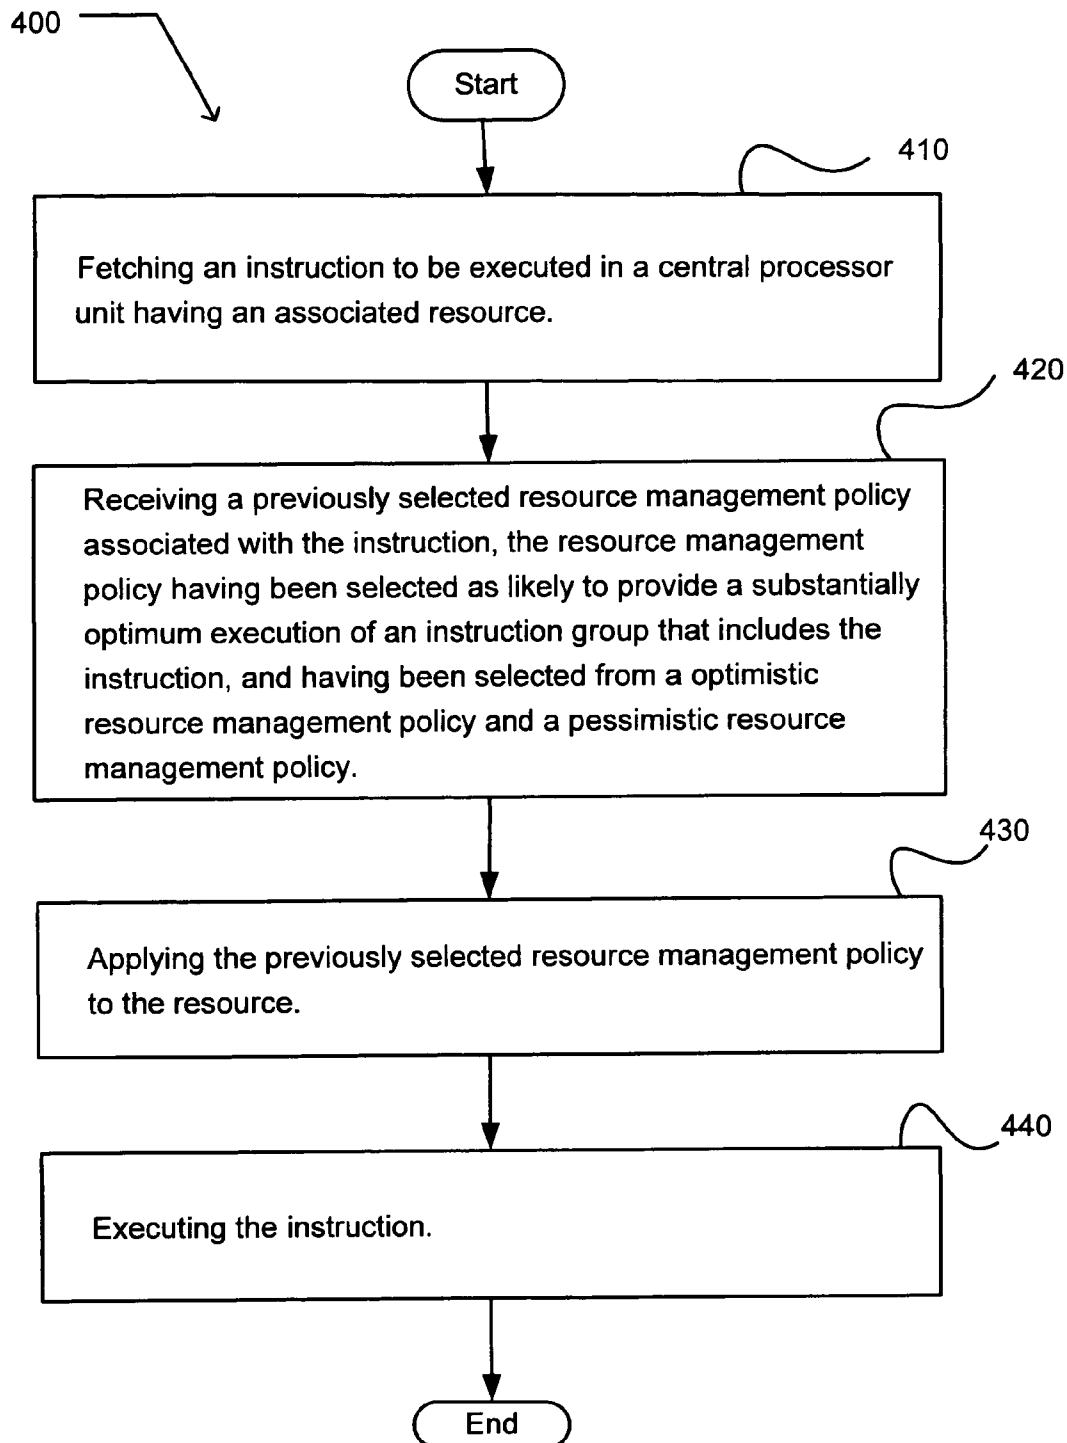 400
Start
410
Fetching an instruction to be executed in a central processor
unit having an associated resource.
420
Receiving a previously selected resource management policy
associated with the instruction, the resource management
policy having been selected as likely to provide a substantially
optimum execution of an instruction group that includes the
instruction, and having been selected from a optimistic
resource management policy and a pessimistic resource
management policy.
430
Applying the previously selected resource management policy
to the resource.
440
Executing the instruction.
End